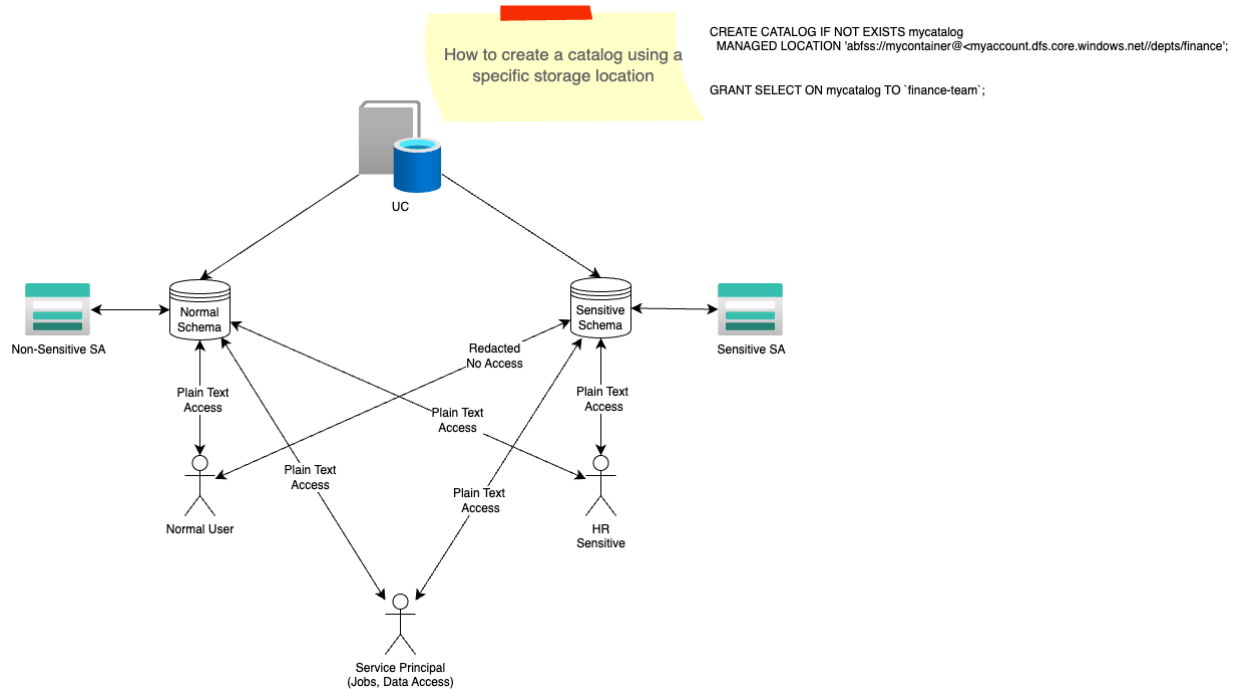 How to create a catalog using a
specific storage location
CREATE CATALOG IF NOT EXISTS mycatalog
MANAGED LOCATION 'abfss://mycontainer@<myaccount.dfs.core.windows.net//depts/finance';
GRANT SELECT ON mycatalog TO `finance-team`;
UC
Normal
Schema
Sensitive
Schema
Non-Sensitive SA
Sensitive SA
Redacted
No Access
Plain Text
Access
Plain Text
Access
Plain Text
Access
Plain Text
Access
Plain Text
Access
Normal User
HR
Sensitive
Service Principal
(Jobs, Data Access)